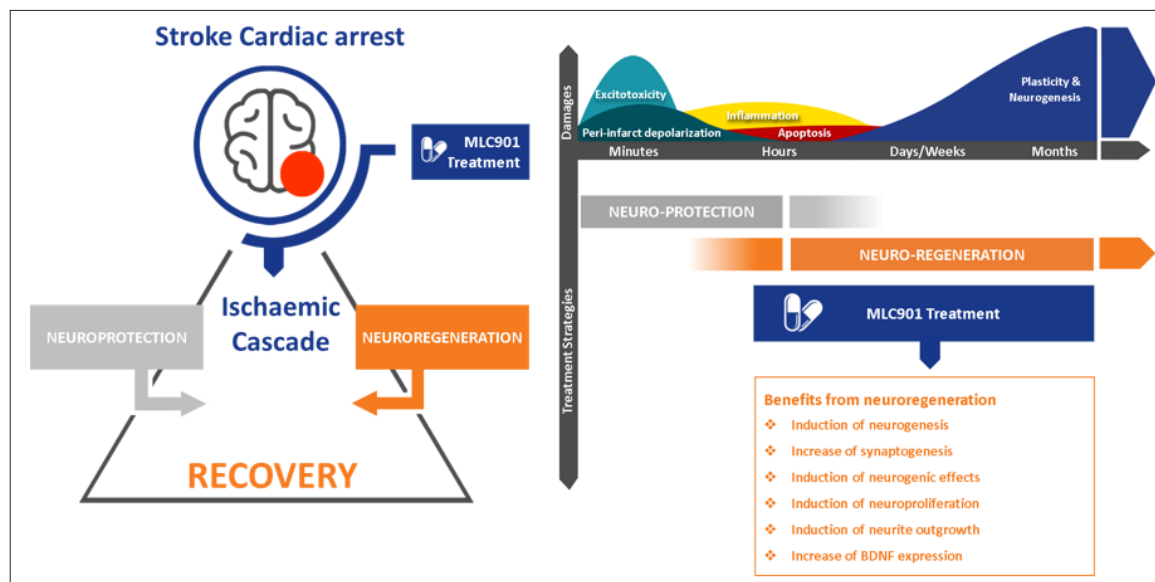 Stroke Cardiac arrest
MLC901
Treatment
Ischaemic
Cascade
NEUROPROTECTION
NEUROREGENERATION
RECOVERY
Damages
Excitotoxicity
Peri-infarct depolarization
Inflammation
Apoptosis
Plasticity &
Neurogenesis
Minutes
Hours
Days/Weeks
Months
Treatment Strategies
NEURO-PROTECTION
NEURO-REGENERATION
MLC901 Treatment
Benefits from neuroregeneration
❖ Induction of neurogenesis
❖ Increase of synaptogenesis
❖ Induction of neurogenic effects
❖ Induction of neuroproliferation
❖ Induction of neurite outgrowth
❖ Increase of BDNF expression